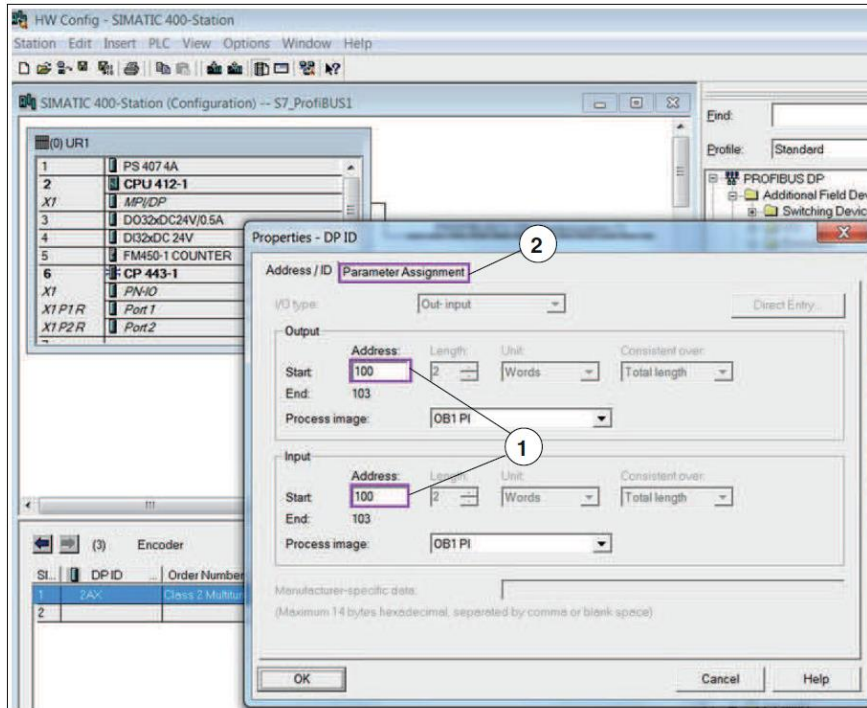 HW Config - SIMATIC 400-Station
Station Edit Insert PLC View Options Window Help
SIMATIC 400-Station (Configuration) -- S7_ProfiBUS1
(0) UR1
1 PS 407 4A
2 CPU 412-1
X1 MPI/DP
3 DO32xDC24V/0.5A
4 DI32xDC 24V
5 FM450-1 COUNTER
6 CP 443-1
X1 PN-IO
X1 P1 R Port 1
X1 P2 R Port 2
Find:
Profile: Standard
PROFIBUS DP
Additional Field Dev
Switching Devic
Properties - DP ID
2
Address / ID Parameter Assignment
I/O type: Out- input Direct Entry...
Output
Address: Length: Unit: Consistent over:
Start: 100 2 Words Total length
End: 103
Process image: OB1 PI
1
Input
Address: Length: Unit: Consistent over:
Start: 100 2 Words Total length
End: 103
Process image: OB1 PI
Manufacturer-specific data:
(Maximum 14 bytes hexadecimal, separated by comma or blank space)
OK Cancel Help
(3) Encoder
Sl... DP ID ... Order Number
1 2AX Class 2 Multitur
2